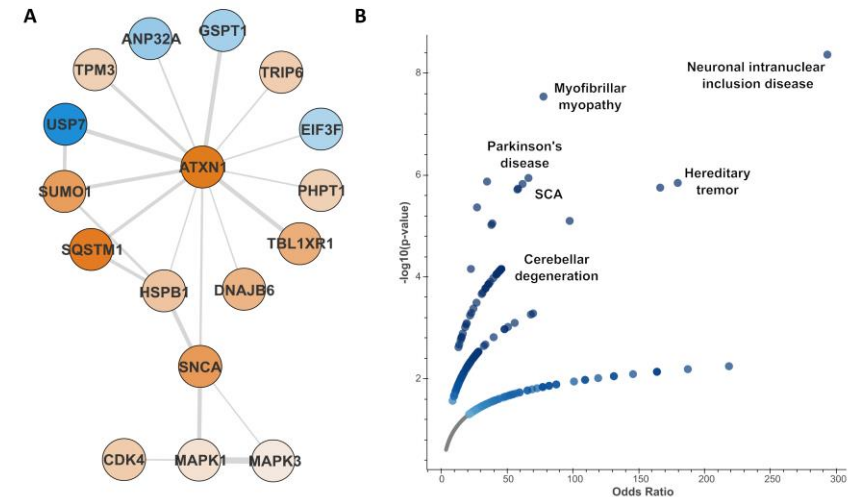 A
B
GSPT1
ANP32A
TPM3
TRIP6
USP7
EIF3F
ATXN1
SUMO1
PHPT1
SQSTM1
TBL1XR1
HSPB1
DNAJB6
SNCA
CDK4
MAPK1
MAPK3
-log10(p-value)
8
6
4
2
Neuronal intranuclear
inclusion disease
Myofibrillar
myopathy
Parkinson's
disease
SCA
Hereditary
tremor
Cerebellar
degeneration
0
50
100
150
200
250
300
Odds Ratio